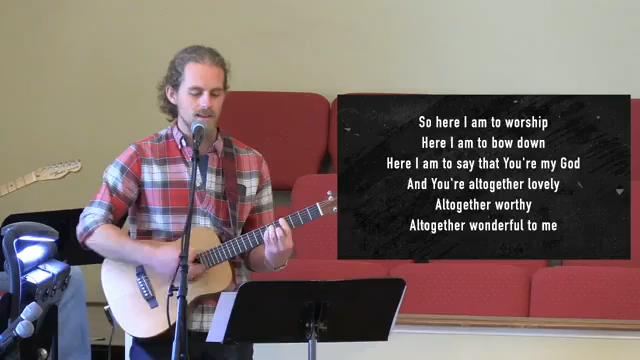 So here I am to worship
Here I am to bow down
Here I am to say that You're my God
And You're altogether lovely
Altogether worthy
Altogether wonderful to me